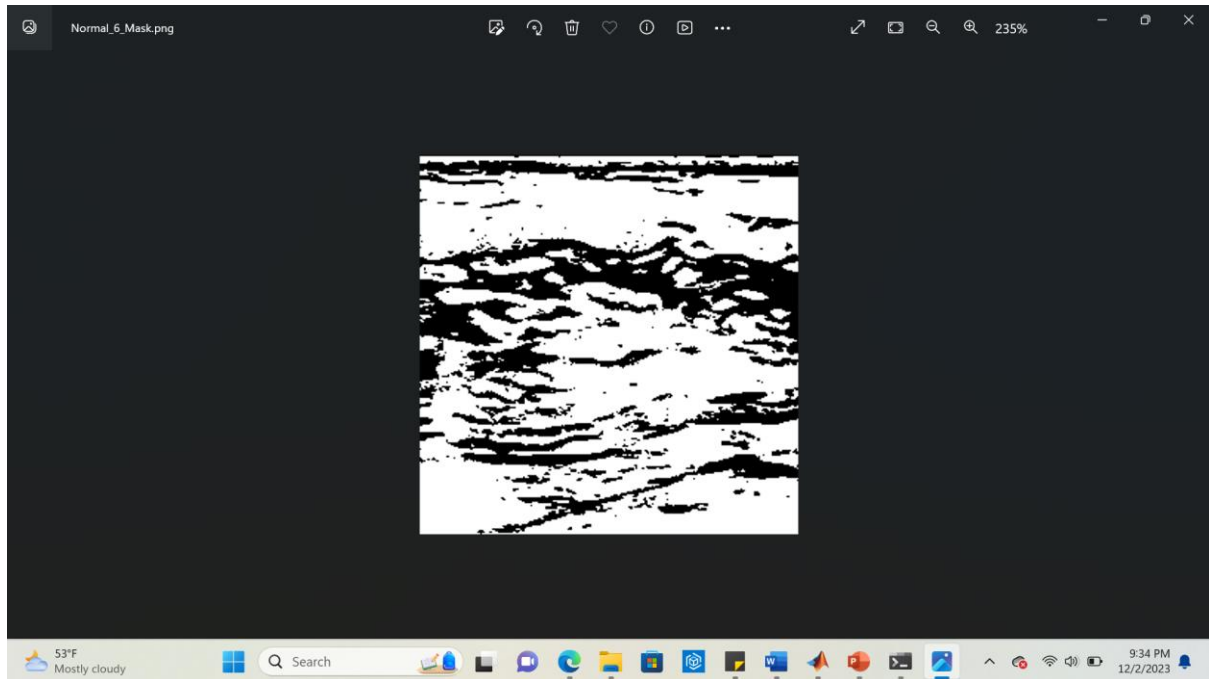 Normal_6_Mask.png
235%
53°F
Mostly cloudy
Search
9:34 PM
12/2/2023